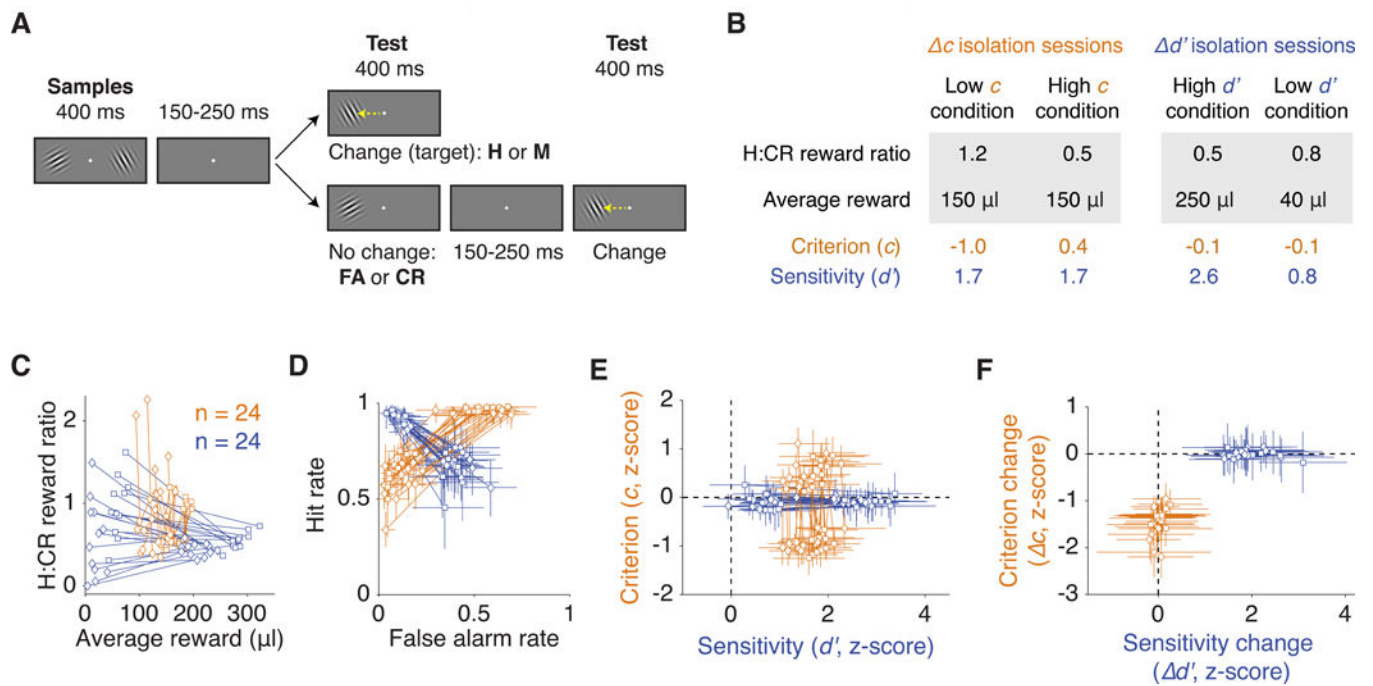 A
Test
400 ms
Test
400 ms
Samples
400 ms
150-250 ms
Change (target): H or M
No change:
FA or CR
150-250 ms
Change
B
Δc isolation sessions
Δd' isolation sessions
Low c
condition
High c
condition
High d'
condition
Low d'
condition
H:CR reward ratio
1.2
0.5
0.5
0.8
Average reward
150 µl
150 µl
250 µl
40 µl
Criterion (c)
-1.0
0.4
-0.1
-0.1
Sensitivity (d')
1.7
1.7
2.6
0.8
C
H:CR reward ratio
2
1
0
n = 24
n = 24
0
100
200
300
Average reward (µl)
D
Hit rate
1
0.5
0
0
0.5
1
False alarm rate
E
Criterion (c, z-score)
2
1
0
-1
-2
0
2
4
Sensitivity (d', z-score)
F
Criterion change
(Δc, z-score)
1
0
-1
-2
-3
0
2
4
Sensitivity change
(Δd', z-score)